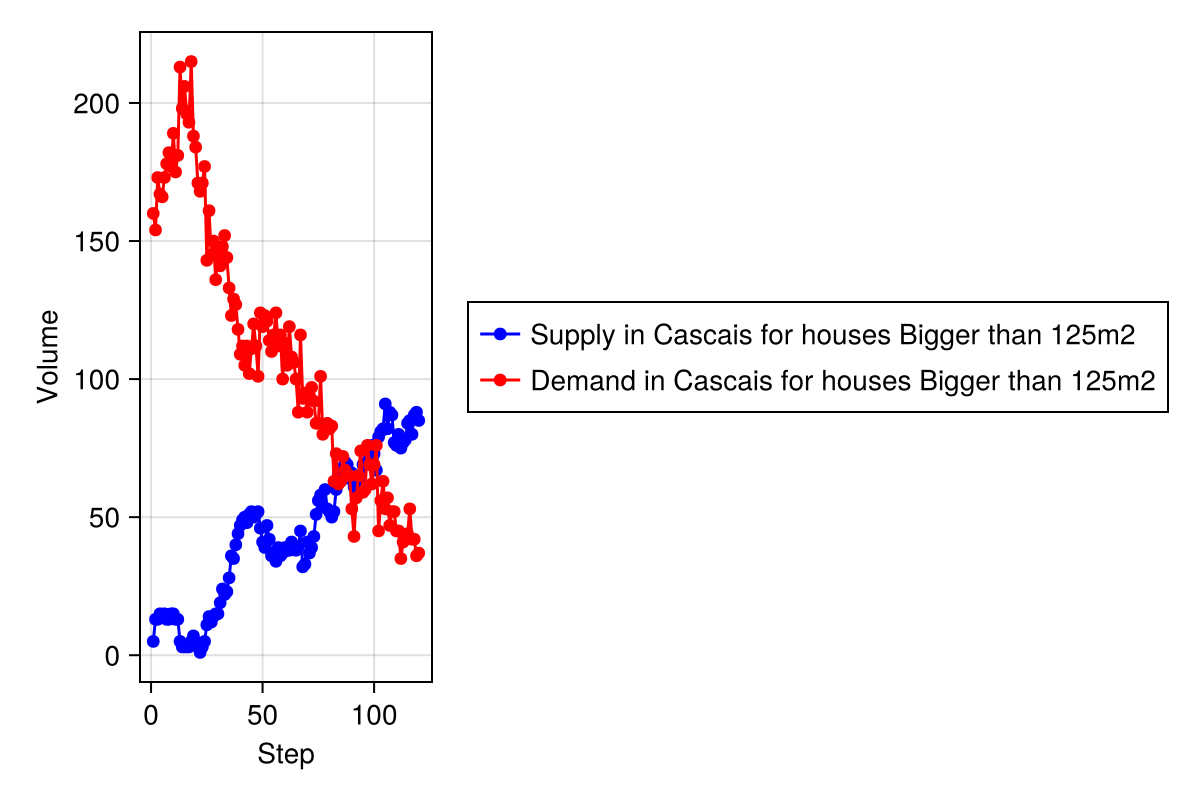 Volume
200
150
100
50
0
0 50 100
Step
Supply in Cascais for houses Bigger than 125m2
Demand in Cascais for houses Bigger than 125m2